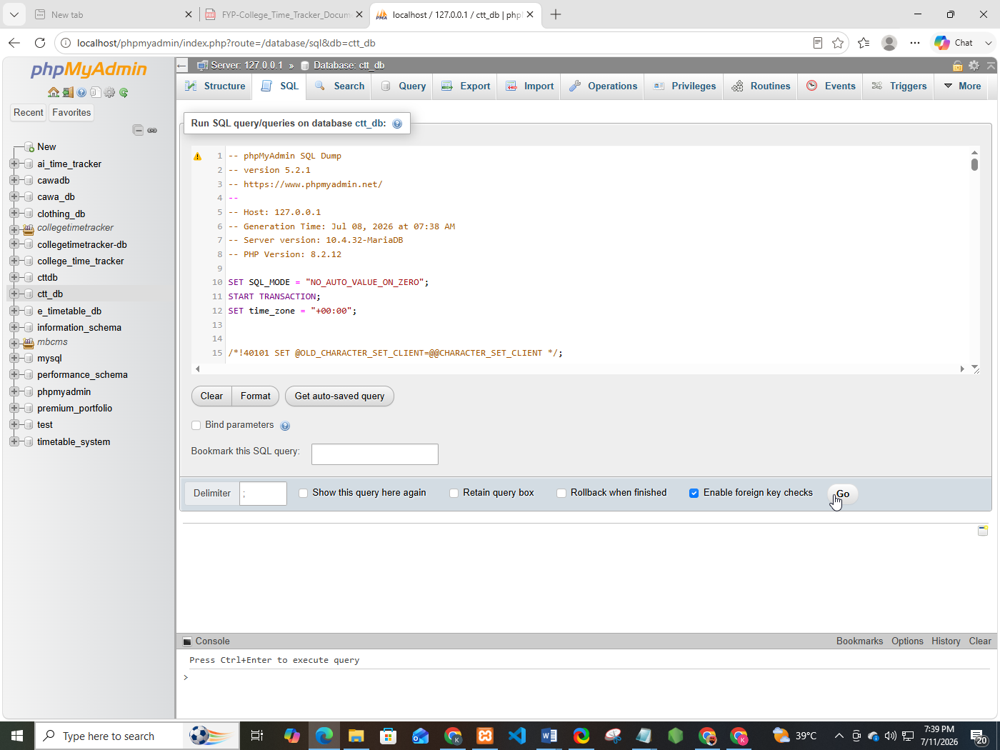 New tab
FYP-College_Time_Tracker_Docum
localhost / 127.0.0.1 / ctt_db | php
localhost/phpmyadmin/index.php?route=/database/sql&db=ctt_db
Chat
phpMyAdmin
Recent
Favorites
New
ai_time_tracker
cawadb
cawa_db
clothing_db
collegetimetracker
collegetimetracker-db
college_time_tracker
cttdb
ctt_db
e_timetable_db
information_schema
mbcms
mysql
performance_schema
phpmyadmin
premium_portfolio
test
timetable_system
Server: 127.0.0.1 » Database: ctt_db
Structure
SQL
Search
Query
Export
Import
Operations
Privileges
Routines
Events
Triggers
More
Run SQL query/queries on database ctt_db:
1 -- phpMyAdmin SQL Dump
2 -- version 5.2.1
3 -- https://www.phpmyadmin.net/
4 --
5 -- Host: 127.0.0.1
6 -- Generation Time: Jul 08, 2026 at 07:38 AM
7 -- Server version: 10.4.32-MariaDB
8 -- PHP Version: 8.2.12
9
10 SET SQL_MODE = "NO_AUTO_VALUE_ON_ZERO";
11 START TRANSACTION;
12 SET time_zone = "+00:00";
13
14
15 /*!40101 SET @OLD_CHARACTER_SET_CLIENT=@@CHARACTER_SET_CLIENT */;
Clear
Format
Get auto-saved query
Bind parameters
Bookmark this SQL query:
Delimiter
;
Show this query here again
Retain query box
Rollback when finished
Enable foreign key checks
Go
Console
Bookmarks
Options
History
Clear
Press Ctrl+Enter to execute query
>
Type here to search
39°C
7:39 PM
7/11/2026
20